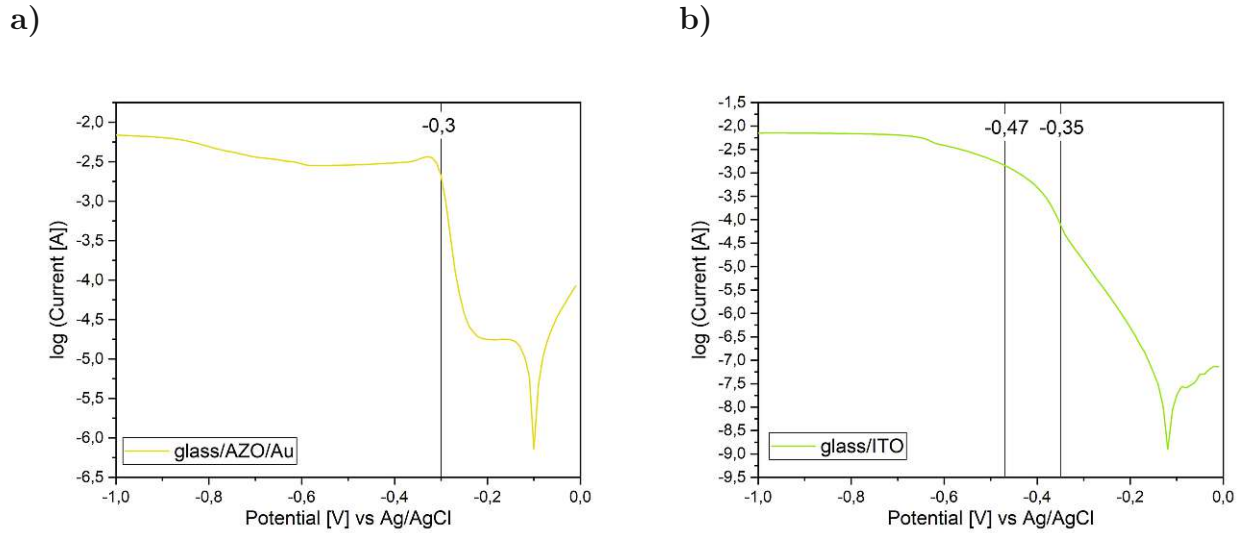 a)
-0,3
-2,0
-2,5
-3,0
-3,5
-4,0
-4,5
-5,0
-5,5
-6,0
-6,5
log (Current [A])
glass/AZO/Au
-1,0 -0,8 -0,6 -0,4 -0,2 0,0
Potential [V] vs Ag/AgCl
b)
-0,47 -0,35
-1,5
-2,0
-2,5
-3,0
-3,5
-4,0
-4,5
-5,0
-5,5
-6,0
-6,5
-7,0
-7,5
-8,0
-8,5
-9,0
-9,5
log (Current [A])
glass/ITO
-1,0 -0,8 -0,6 -0,4 -0,2 0,0
Potential [V] vs Ag/AgCl